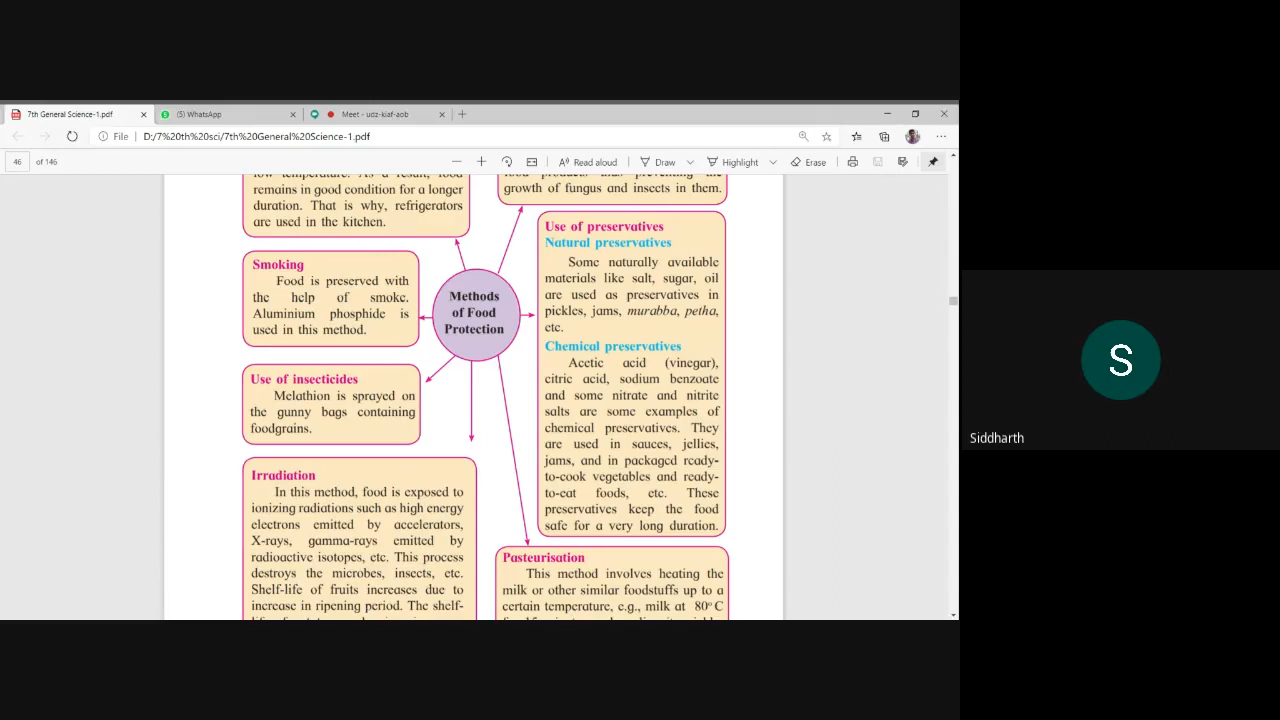 7th General Science-1.pdf
(5) WhatsApp
Meet - udz-kiaf-aob
File
D:/7%20th%20sci/7th%20General%20Science-1.pdf
46
of 146
Read aloud
Draw
Highlight
Erase
low temperature. As a result, food
remains in good condition for a longer
duration. That is why, refrigerators
are used in the kitchen.
food products thus preventing the
growth of fungus and insects in them.
Smoking
Food is preserved with
the help of smoke.
Aluminium phosphide is
used in this method.
Methods
of Food
Protection
Use of preservatives
Natural preservatives
Some naturally available
materials like salt, sugar, oil
are used as preservatives in
pickles, jams, murabba, petha,
etc.
Chemical preservatives
Acetic acid (vinegar),
citric acid, sodium benzoate
and some nitrate and nitrite
salts are some examples of
chemical preservatives. They
are used in sauces, jellies,
jams, and in packaged ready-
to-cook vegetables and ready-
to-eat foods, etc. These
preservatives keep the food
safe for a very long duration.
Use of insecticides
Melathion is sprayed on
the gunny bags containing
foodgrains.
Irradiation
In this method, food is exposed to
ionizing radiations such as high energy
electrons emitted by accelerators,
X-rays, gamma-rays emitted by
radioactive isotopes, etc. This process
destroys the microbes, insects, etc.
Shelf-life of fruits increases due to
increase in ripening period. The shelf-
Pasteurisation
This method involves heating the
milk or other similar foodstuffs up to a
certain temperature, e.g., milk at 80°C
S
Siddharth